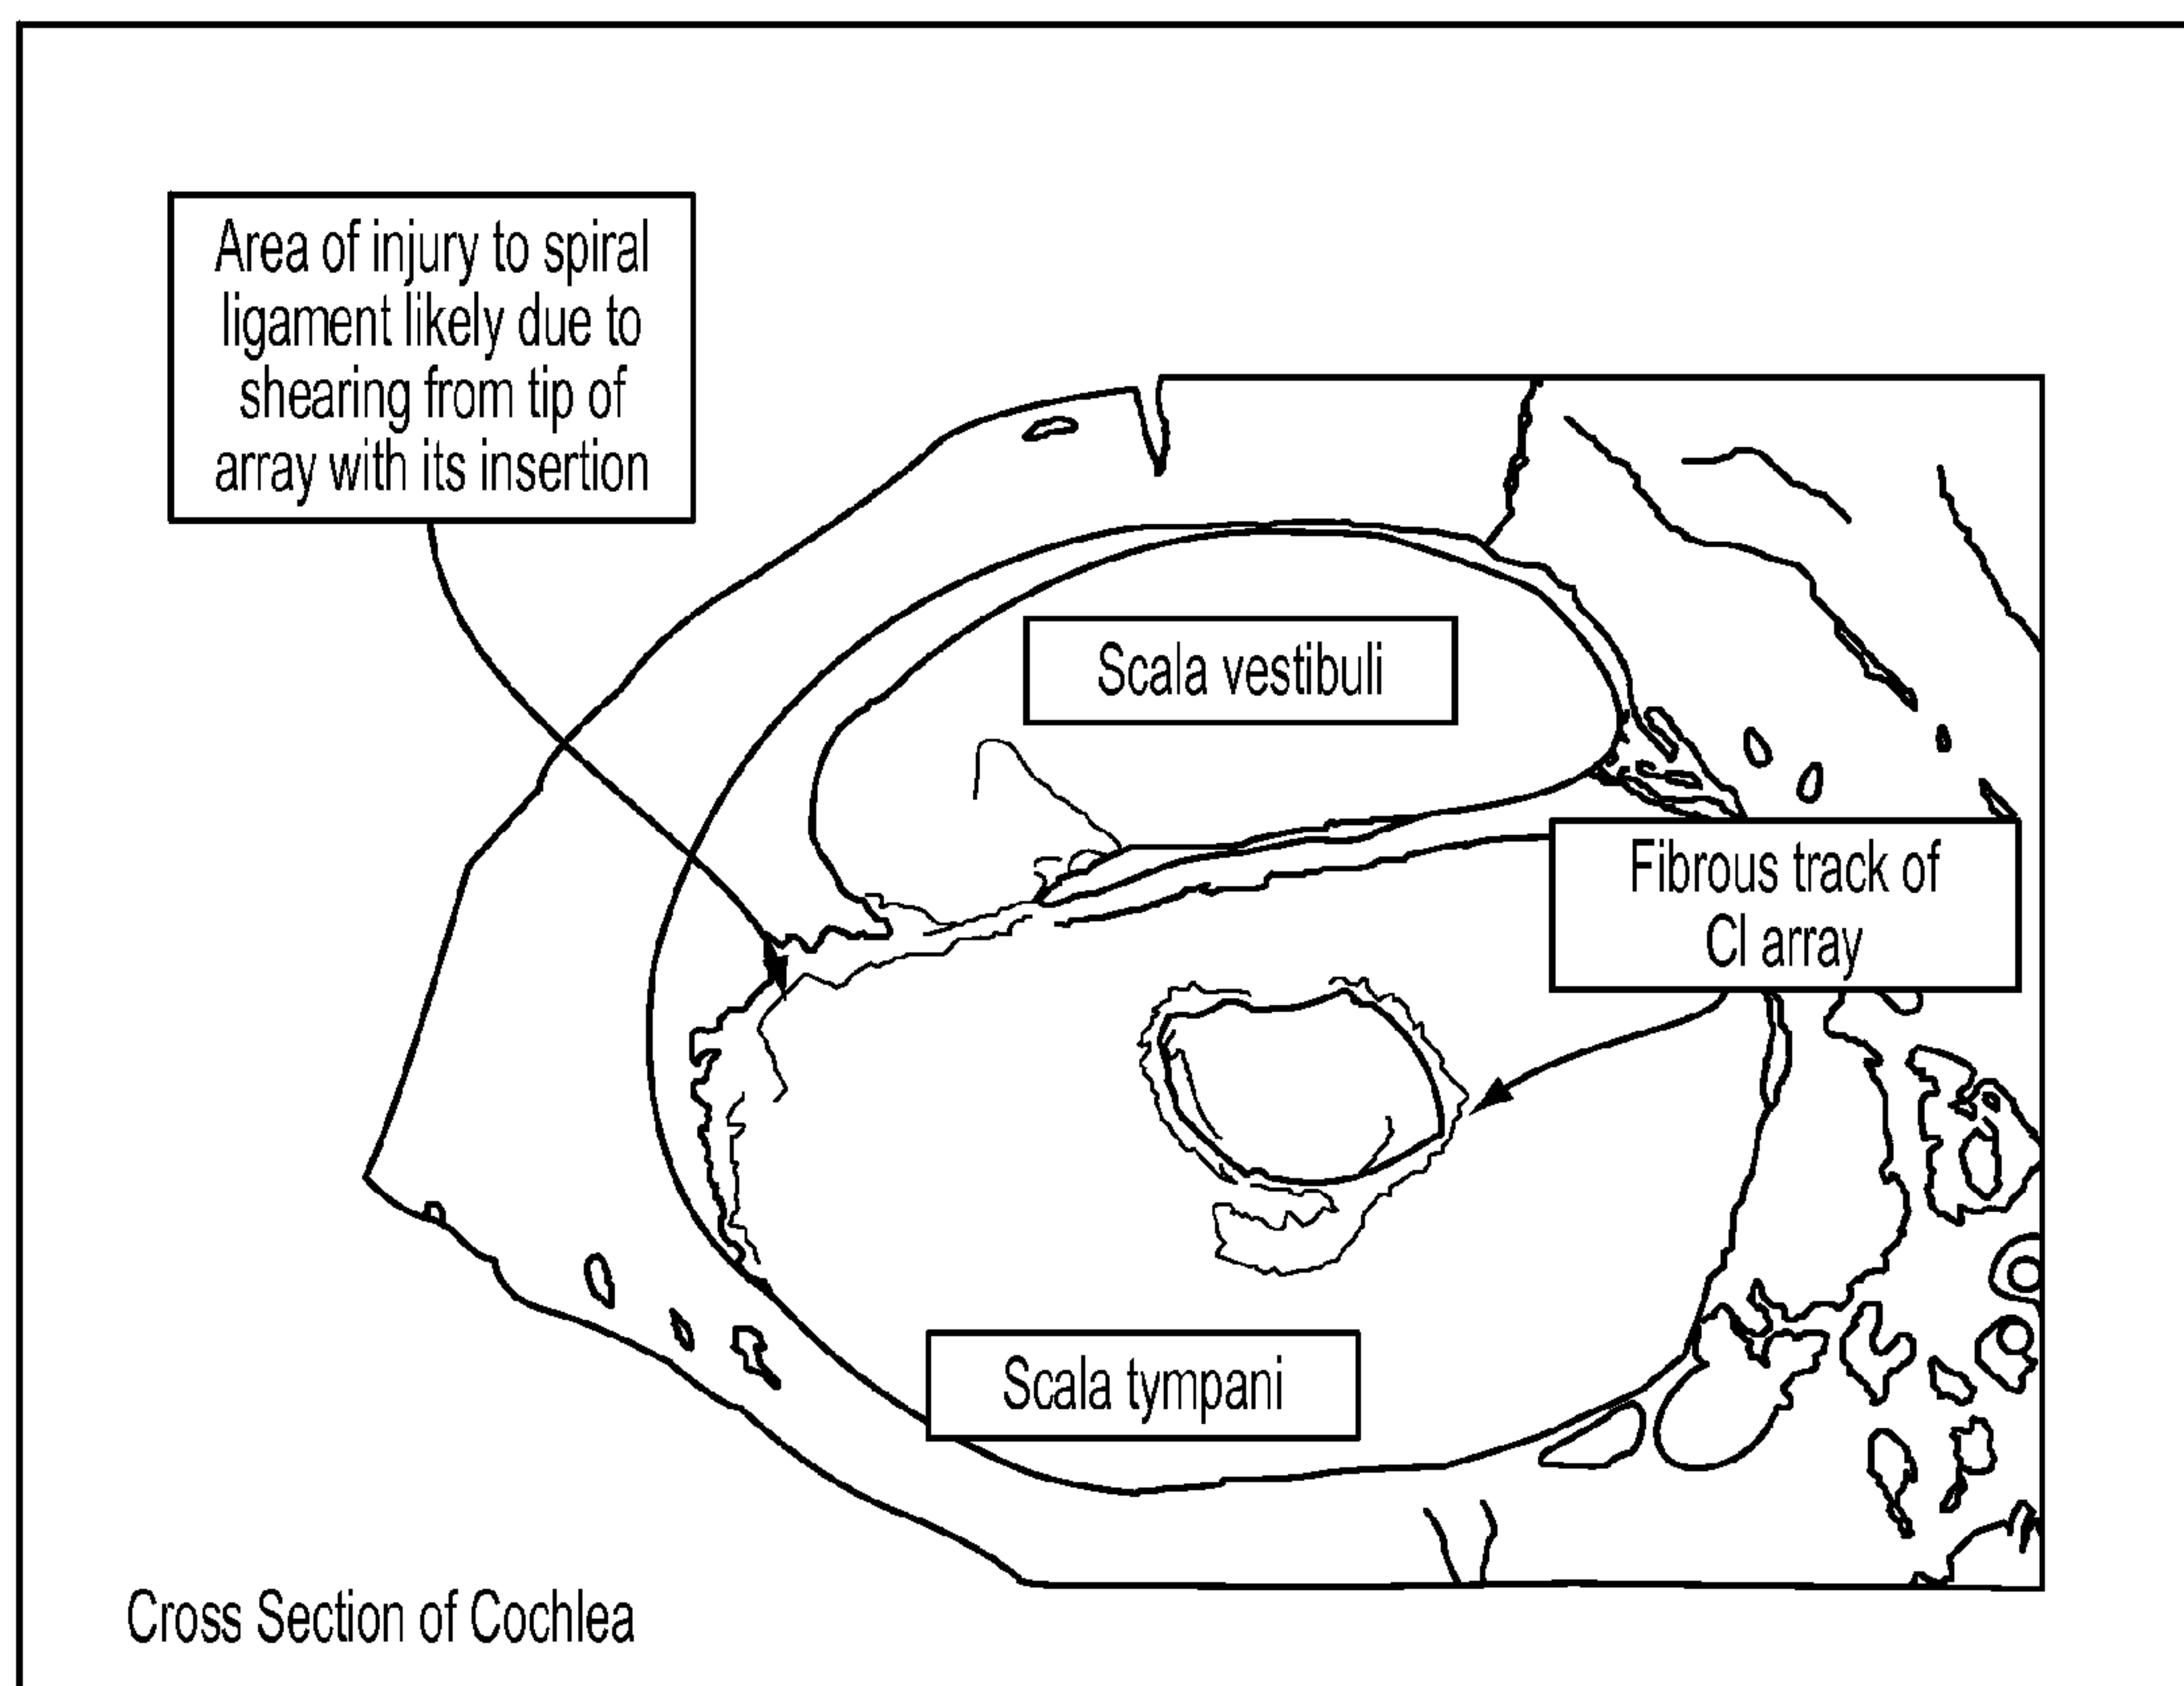 Area of injury to spiral
ligament likely due to
shearing from tip of
array with its insertion
Scala vestibuli
Fibrous track of
CI array
Scala tympani
Cross Section of Cochlea